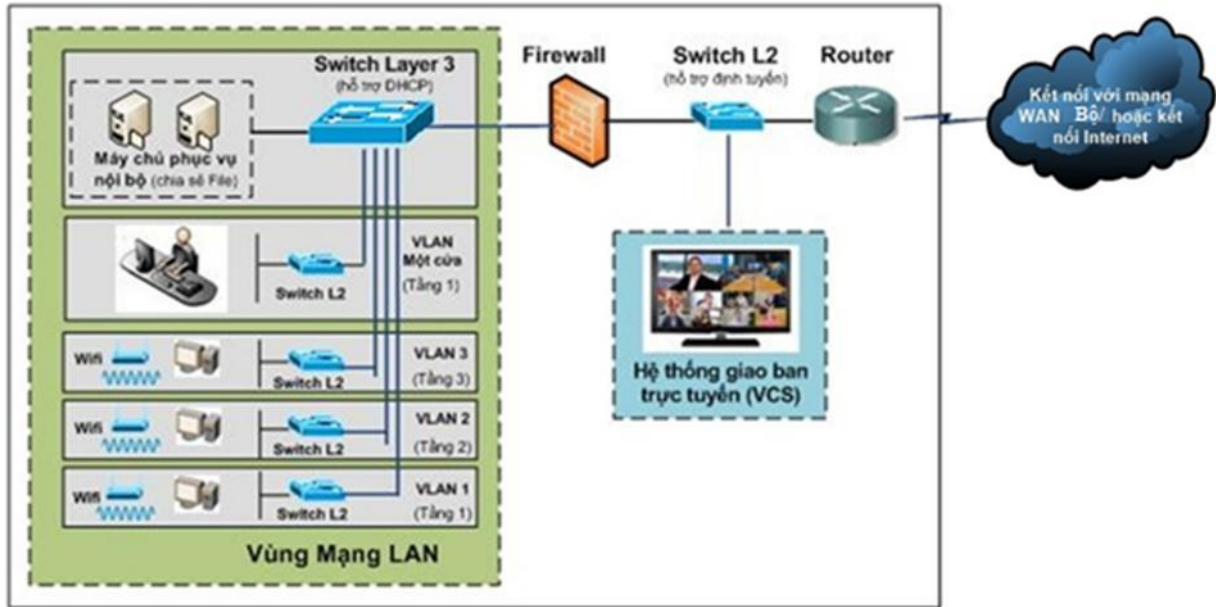 Switch Layer 3
(hỗ trợ DHCP)
Máy chủ phục vụ
nội bộ (chia sẻ File)
Firewall
Switch L2
(hỗ trợ định tuyến)
Router
Kết nối với mạng
WAN Bộ/ hoặc kết
nối Internet
VLAN
Một cửa
(Tầng 1)
Switch L2
Wifi
Switch L2
VLAN 3
(Tầng 3)
Wifi
Switch L2
VLAN 2
(Tầng 2)
Wifi
Switch L2
VLAN 1
(Tầng 1)
Vùng Mạng LAN
Hệ thống giao ban
trực tuyến (VCS)